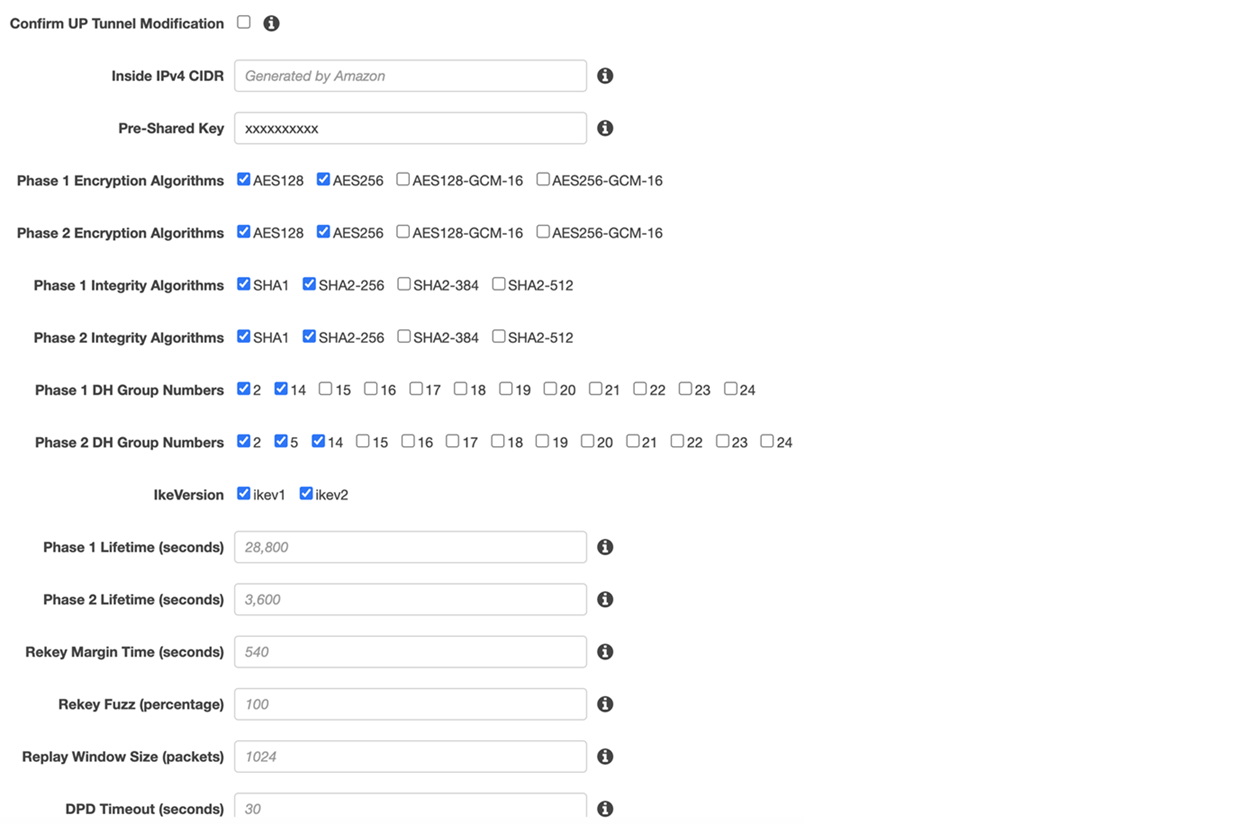 Confirm UP Tunnel Modification
Inside IPv4 CIDR Generated by Amazon
Pre-Shared Key xxxxxxxxxx
Phase 1 Encryption Algorithms AES128 AES256 AES128-GCM-16 AES256-GCM-16
Phase 2 Encryption Algorithms AES128 AES256 AES128-GCM-16 AES256-GCM-16
Phase 1 Integrity Algorithms SHA1 SHA2-256 SHA2-384 SHA2-512
Phase 2 Integrity Algorithms SHA1 SHA2-256 SHA2-384 SHA2-512
Phase 1 DH Group Numbers 2 14 15 16 17 18 19 20 21 22 23 24
Phase 2 DH Group Numbers 2 5 14 15 16 17 18 19 20 21 22 23 24
IkeVersion ikev1 ikev2
Phase 1 Lifetime (seconds) 28,800
Phase 2 Lifetime (seconds) 3,600
Rekey Margin Time (seconds) 540
Rekey Fuzz (percentage) 100
Replay Window Size (packets) 1024
DPD Timeout (seconds) 30